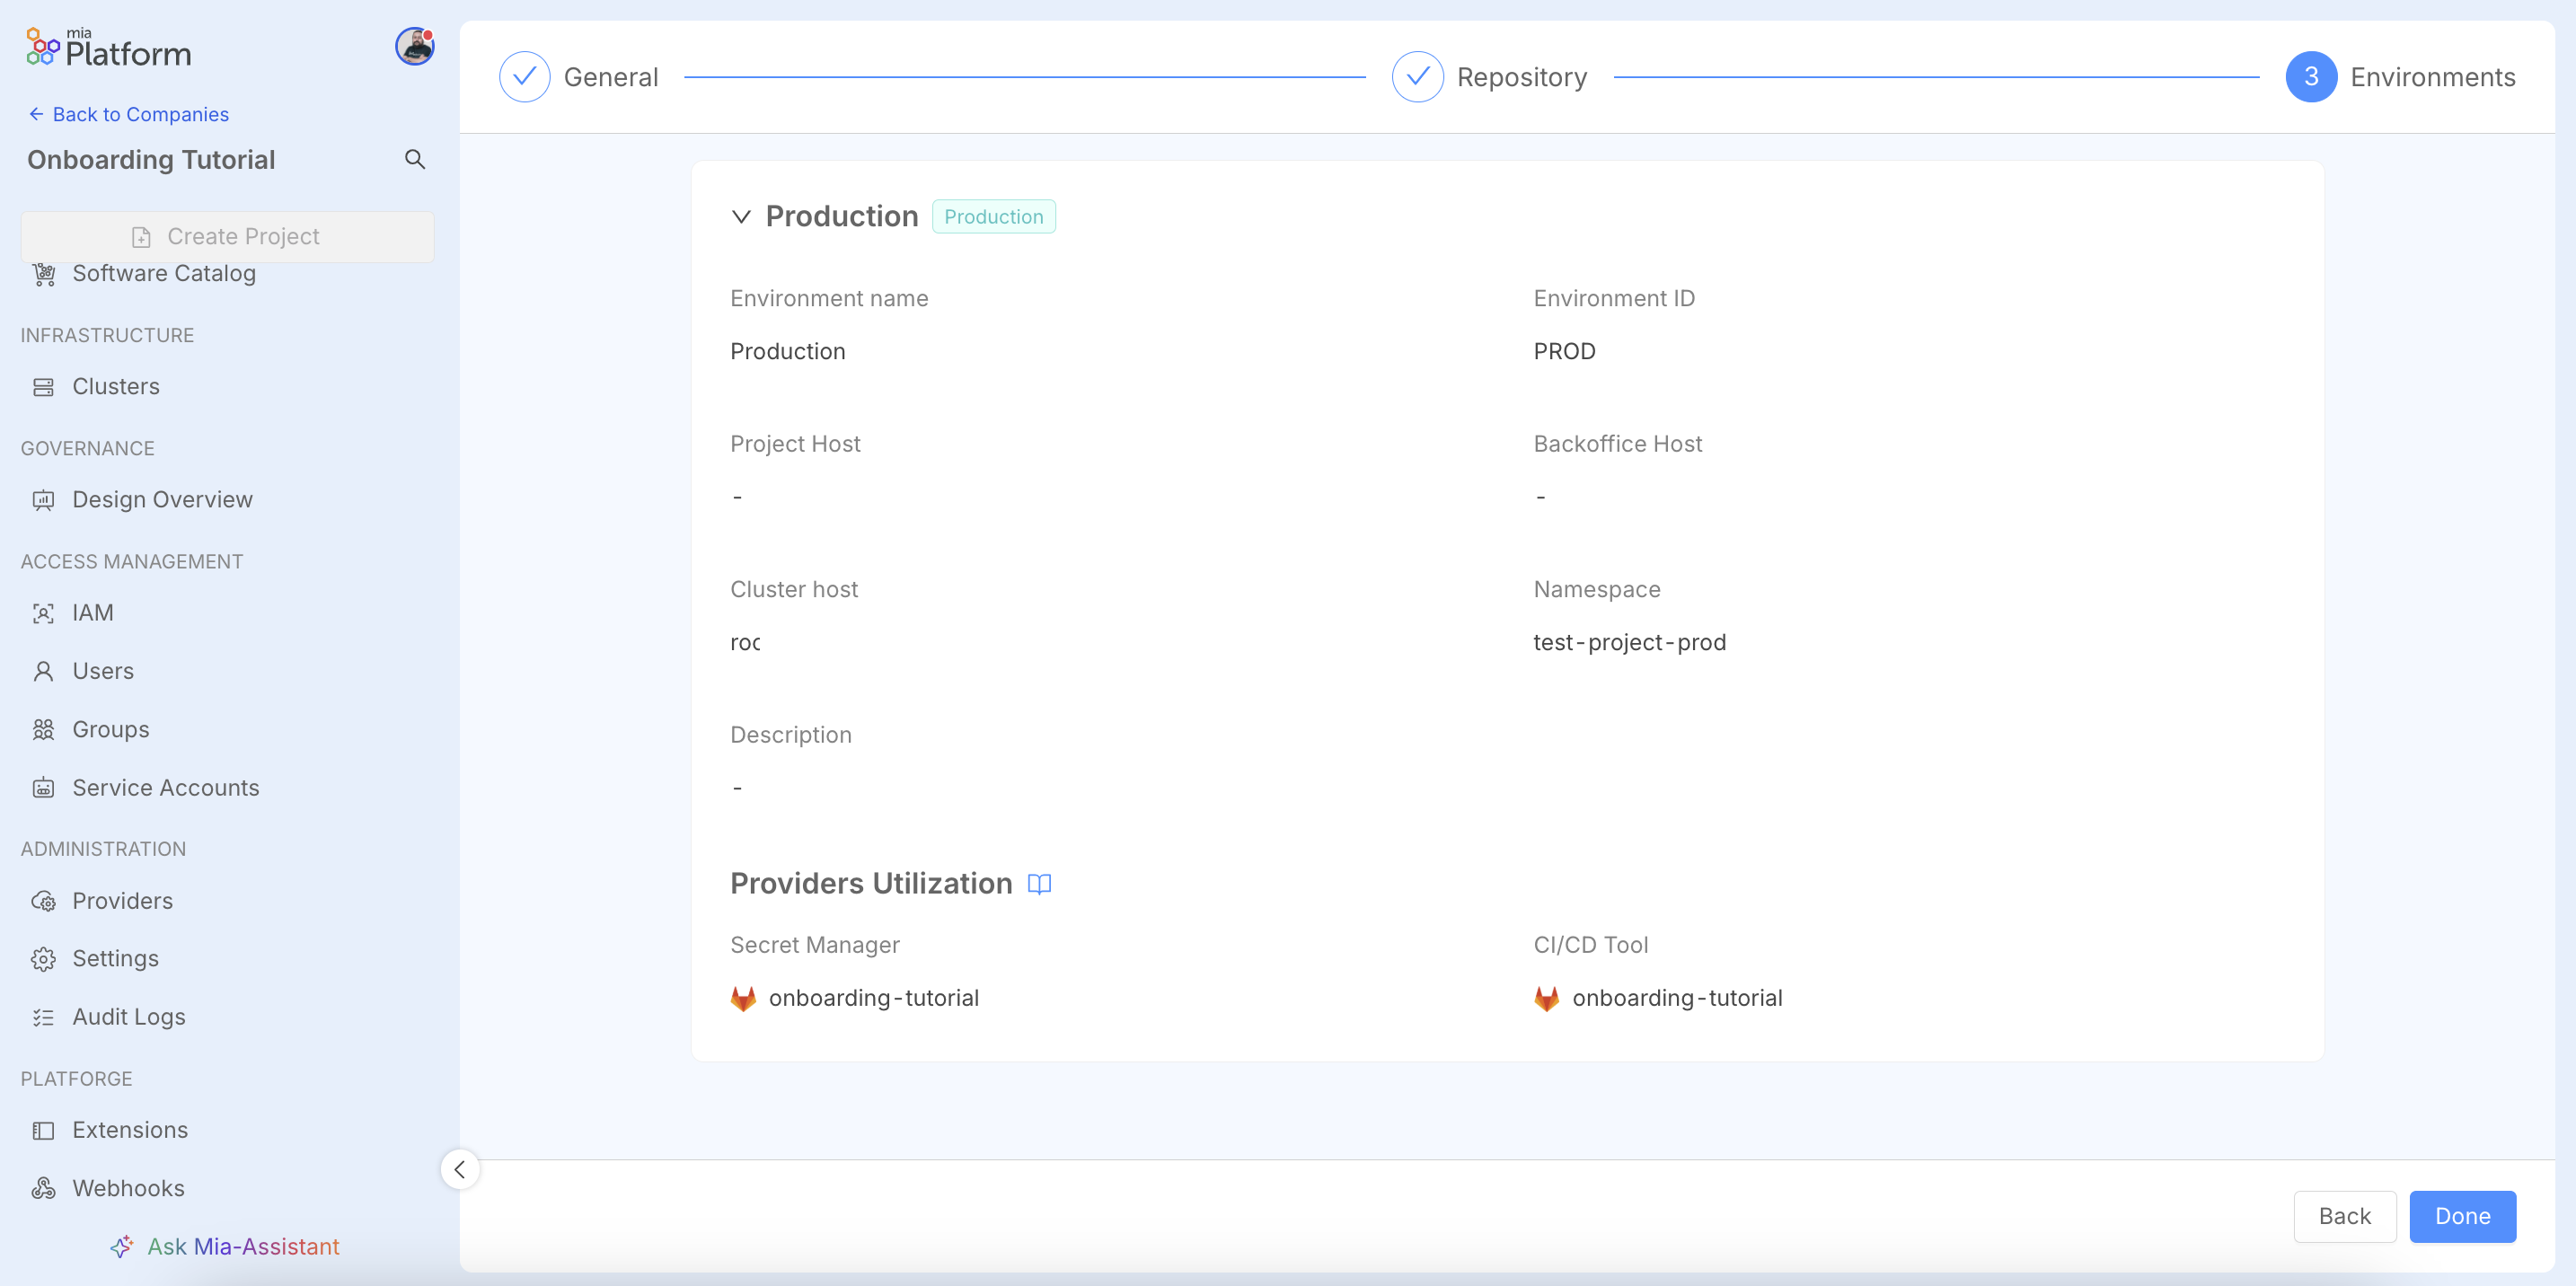 mia
Platform
Back to Companies
Onboarding Tutorial
Create Project
Software Catalog
INFRASTRUCTURE
Clusters
GOVERNANCE
Design Overview
ACCESS MANAGEMENT
IAM
Users
Groups
Service Accounts
ADMINISTRATION
Providers
Settings
Audit Logs
PLATFORGE
Extensions
Webhooks
Ask Mia-Assistant
General
Repository
3 Environments
Production Production
Environment name
Production
Environment ID
PROD
Project Host
-
Backoffice Host
-
Cluster host
Namespace
test-project-prod
Description
-
Providers Utilization
Secret Manager
onboarding-tutorial
CI/CD Tool
onboarding-tutorial
Back
Done